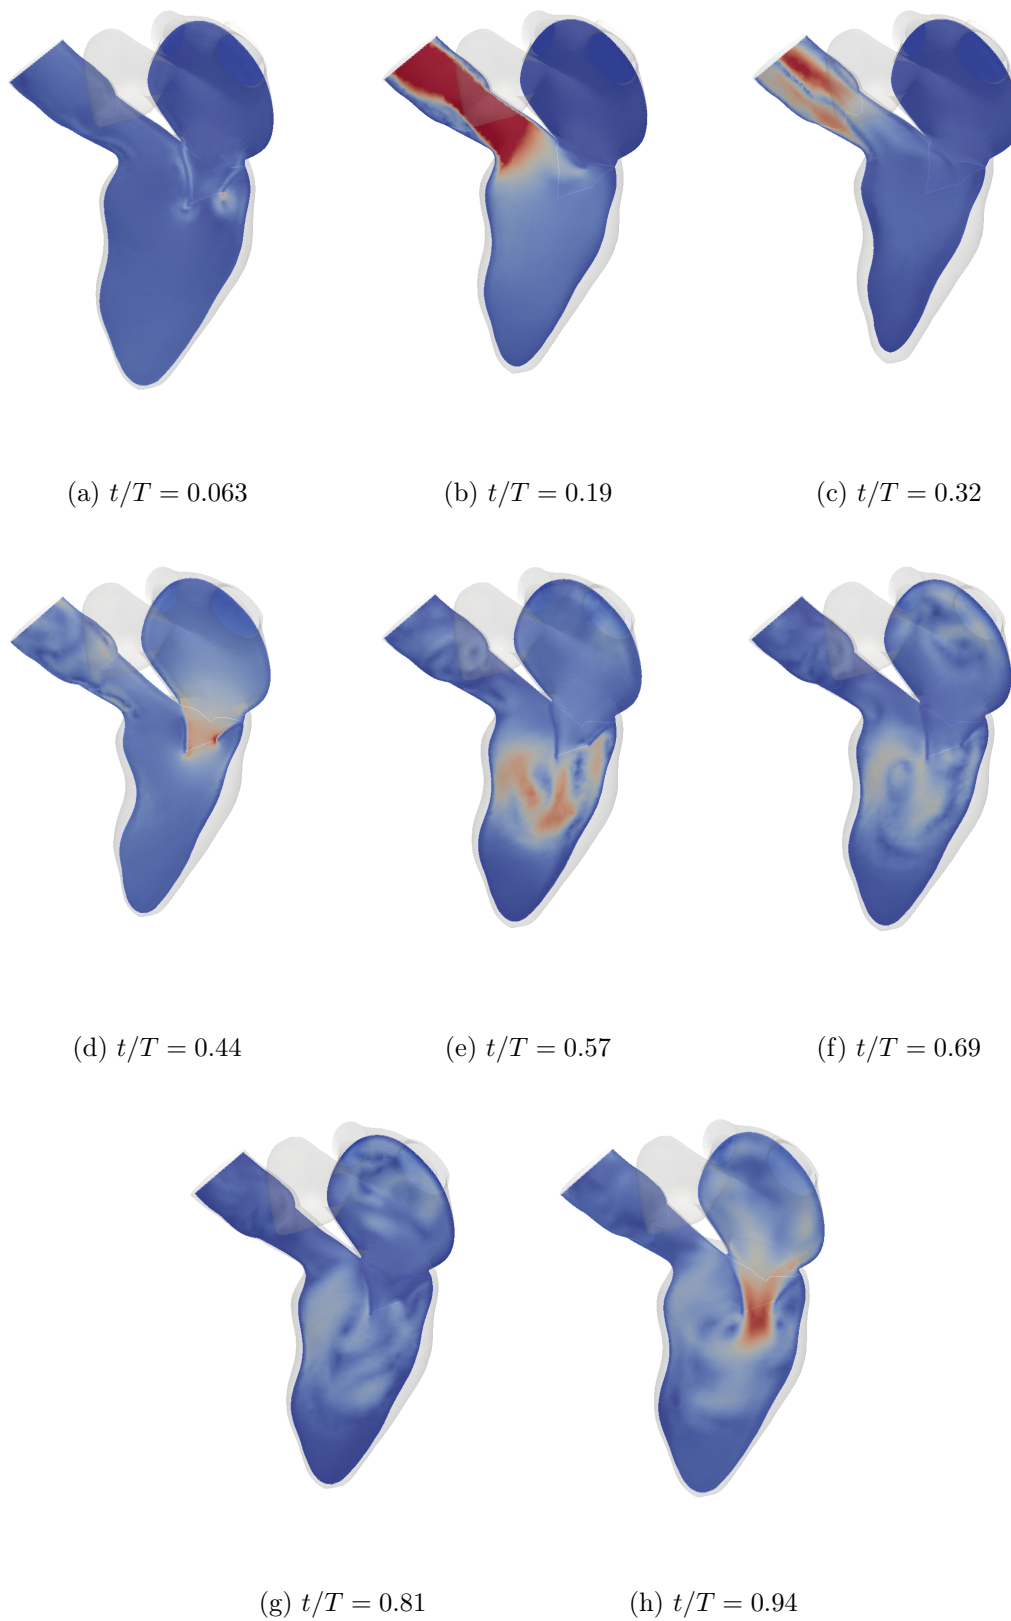 (a) t/T = 0.063
(b) t/T = 0.19
(c) t/T = 0.32
(d) t/T = 0.44
(e) t/T = 0.57
(f) t/T = 0.69
(g) t/T = 0.81
(h) t/T = 0.94